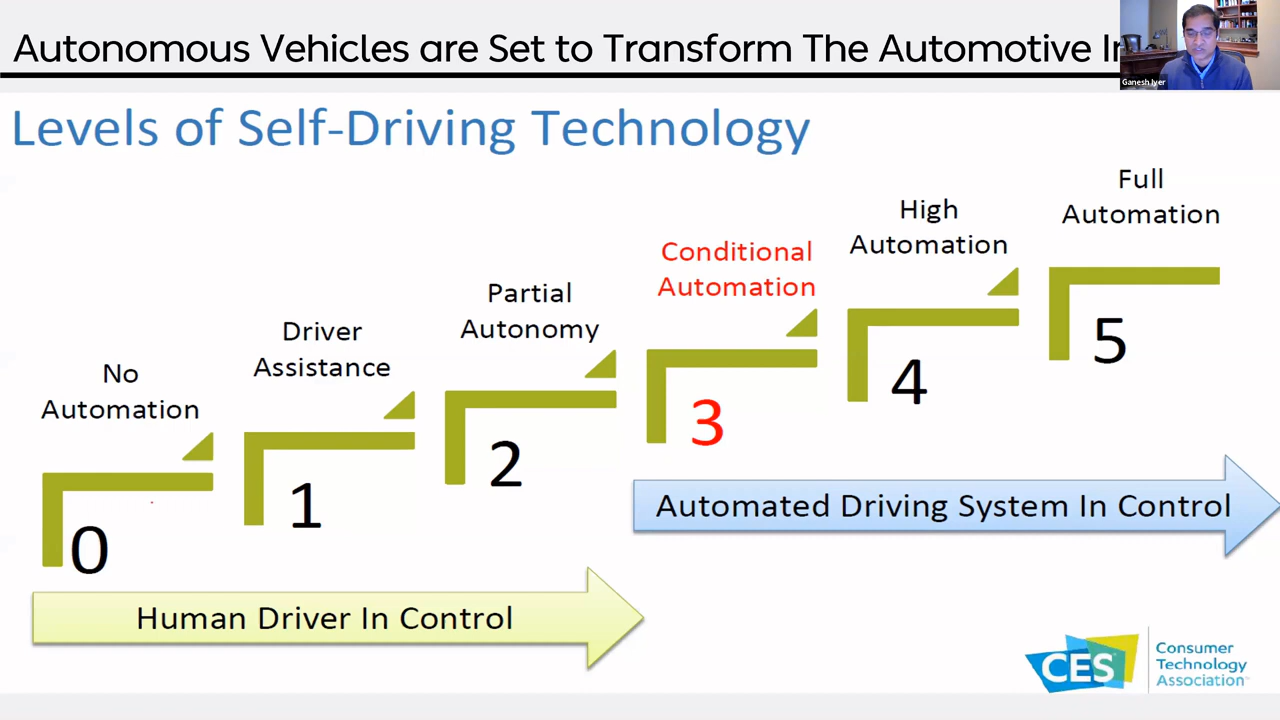 Autonomous Vehicles are Set to Transform The Automotive
Ganesh Iyer
Levels of Self-Driving Technology
No
Automation
0
Driver
Assistance
1
Partial
Autonomy
2
Conditional
Automation
3
High
Automation
4
Full
Automation
5
Automated Driving System In Control
Human Driver In Control
CES
Consumer
Technology
Association